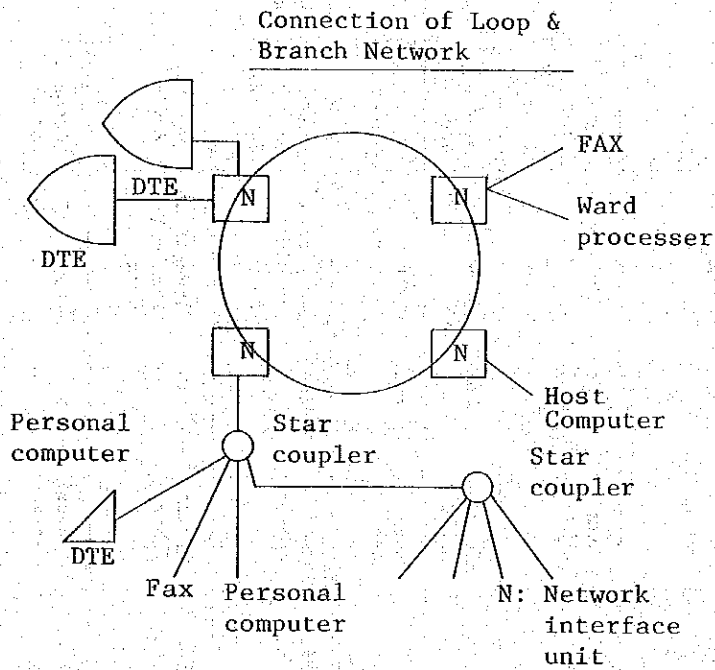 Connection of Loop &
Branch Network
FAX
DTE
N
N
Ward
processer
DTE
N
N
Host
Computer
Personal
computer
Star
coupler
Star
coupler
DTE
Fax
Personal
computer
N: Network
interface
unit